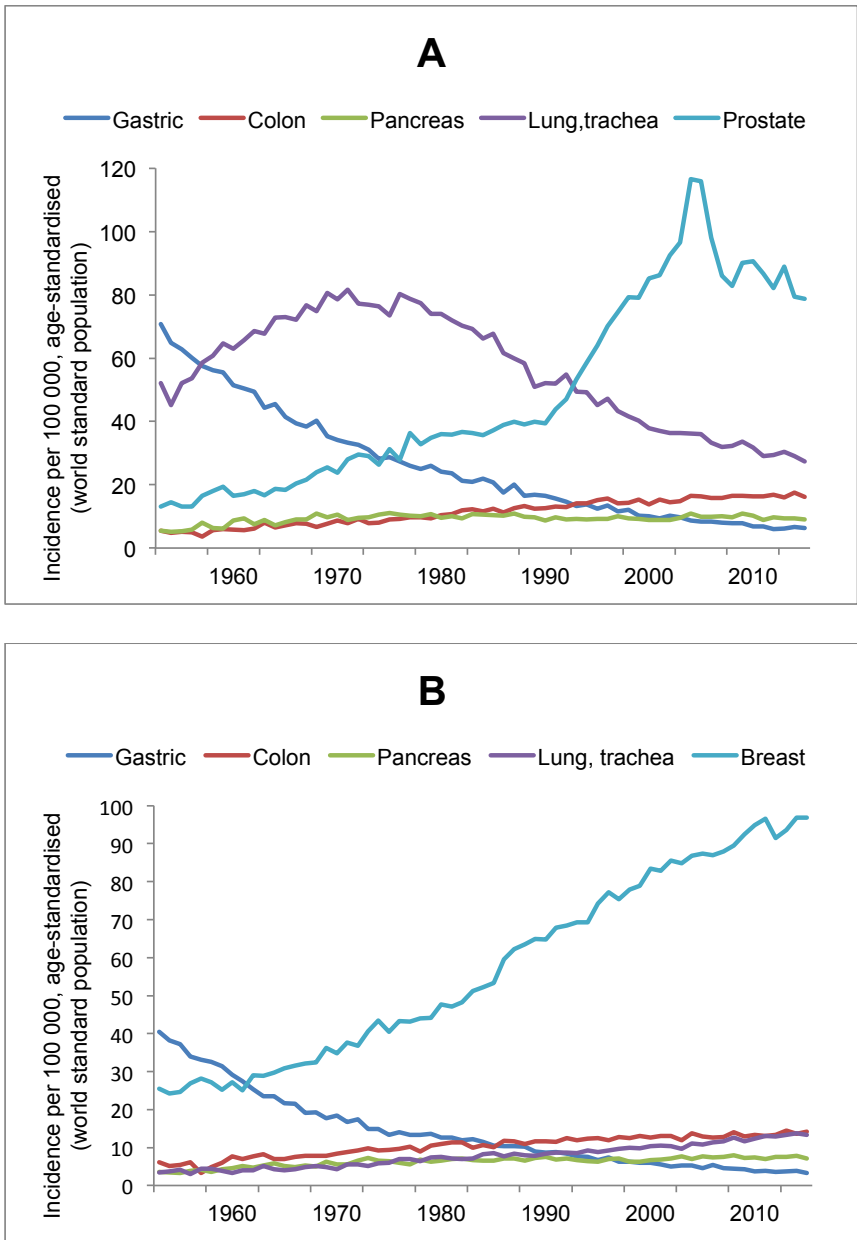 A
Gastric Colon Pancreas Lung,trachea Prostate
Incidence per 100 000, age-standardised
(world standard population)
120
100
80
60
40
20
0
1960 1970 1980 1990 2000 2010
B
Gastric Colon Pancreas Lung, trachea Breast
Incidence per 100 000, age-standardised
(world standard population)
100
90
80
70
60
50
40
30
20
10
0
1960 1970 1980 1990 2000 2010